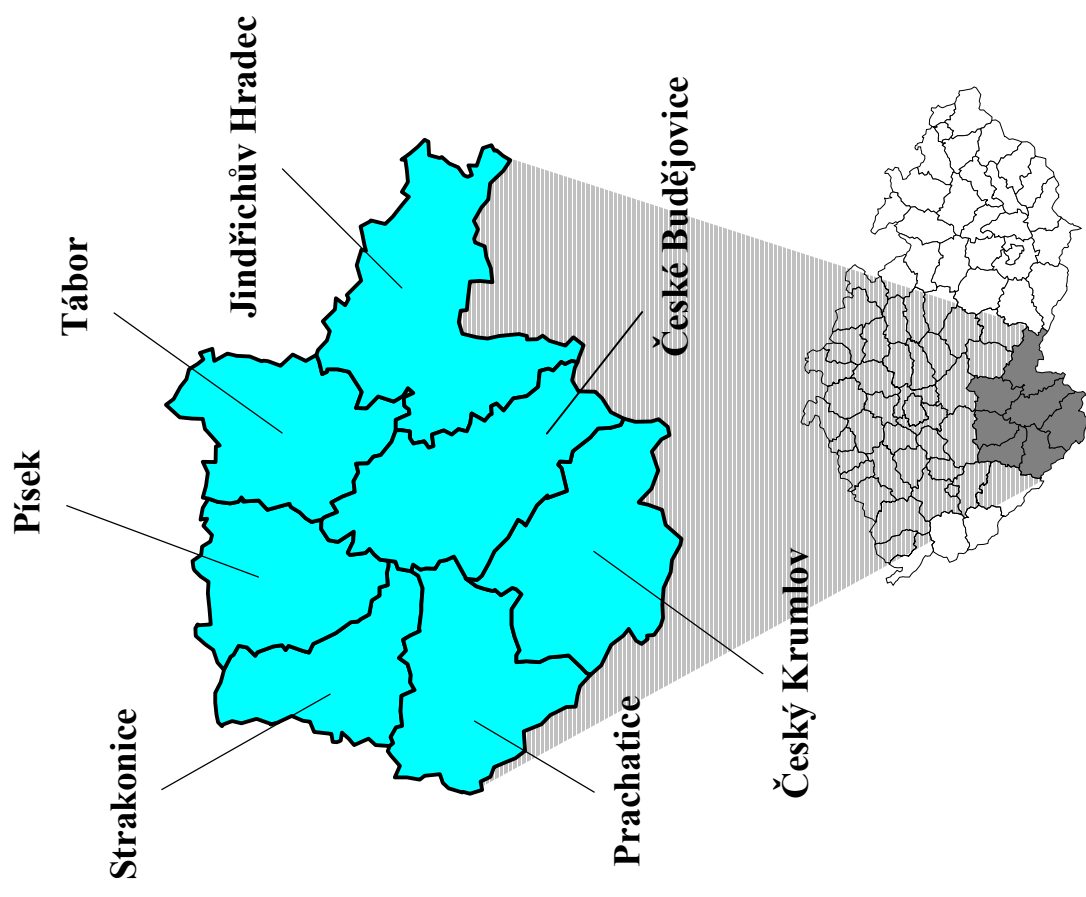 Písek
Tábor
Strakonice
Jindřichův Hradec
Prachatice
České Budějovice
Český Krumlov